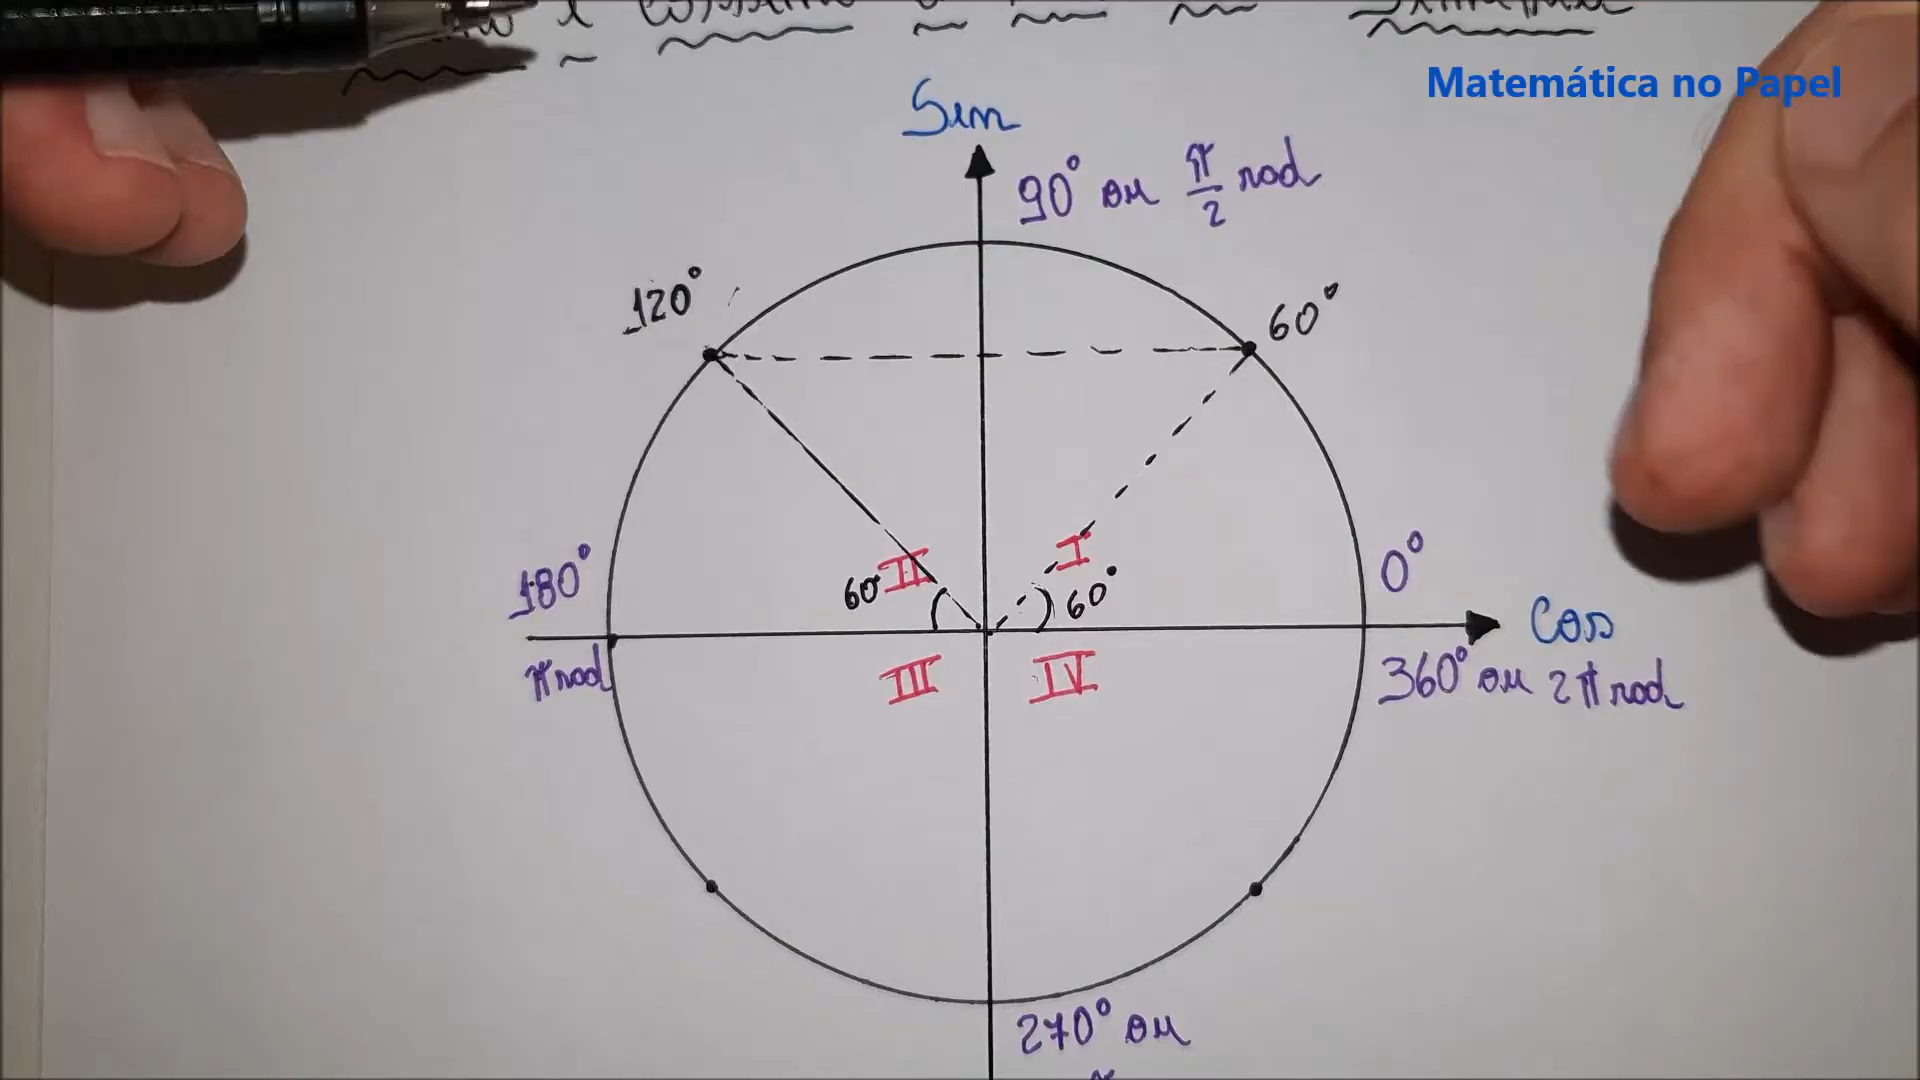 Matemática no Papel
Sen
90° ou π/2 rad
120°
60°
180°
60° II
I
60°
0°
Cos
π rad
III
IV
360° ou 2π rad
270° ou